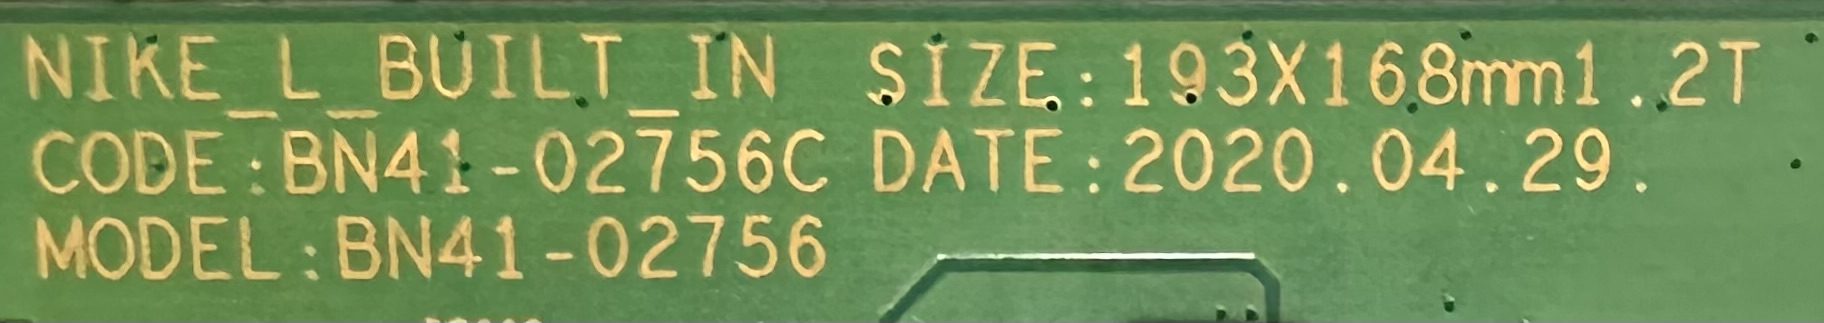 NIKE_L_BUILT_IN SIZE:193X168mm1.2T
CODE:BN41-02756C DATE:2020.04.29.
MODEL:BN41-02756